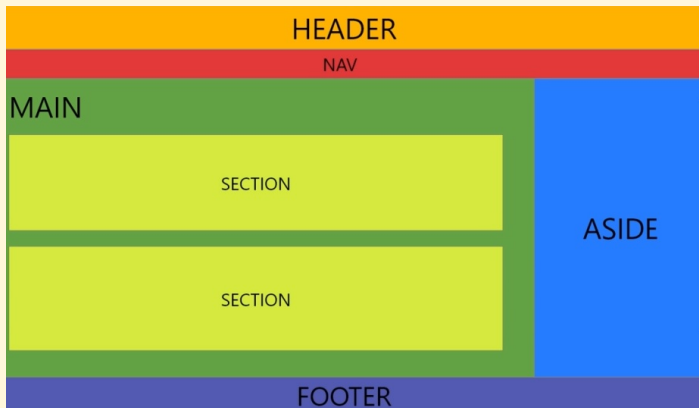 HEADER
NAV
MAIN
SECTION
ASIDE
SECTION
FOOTER